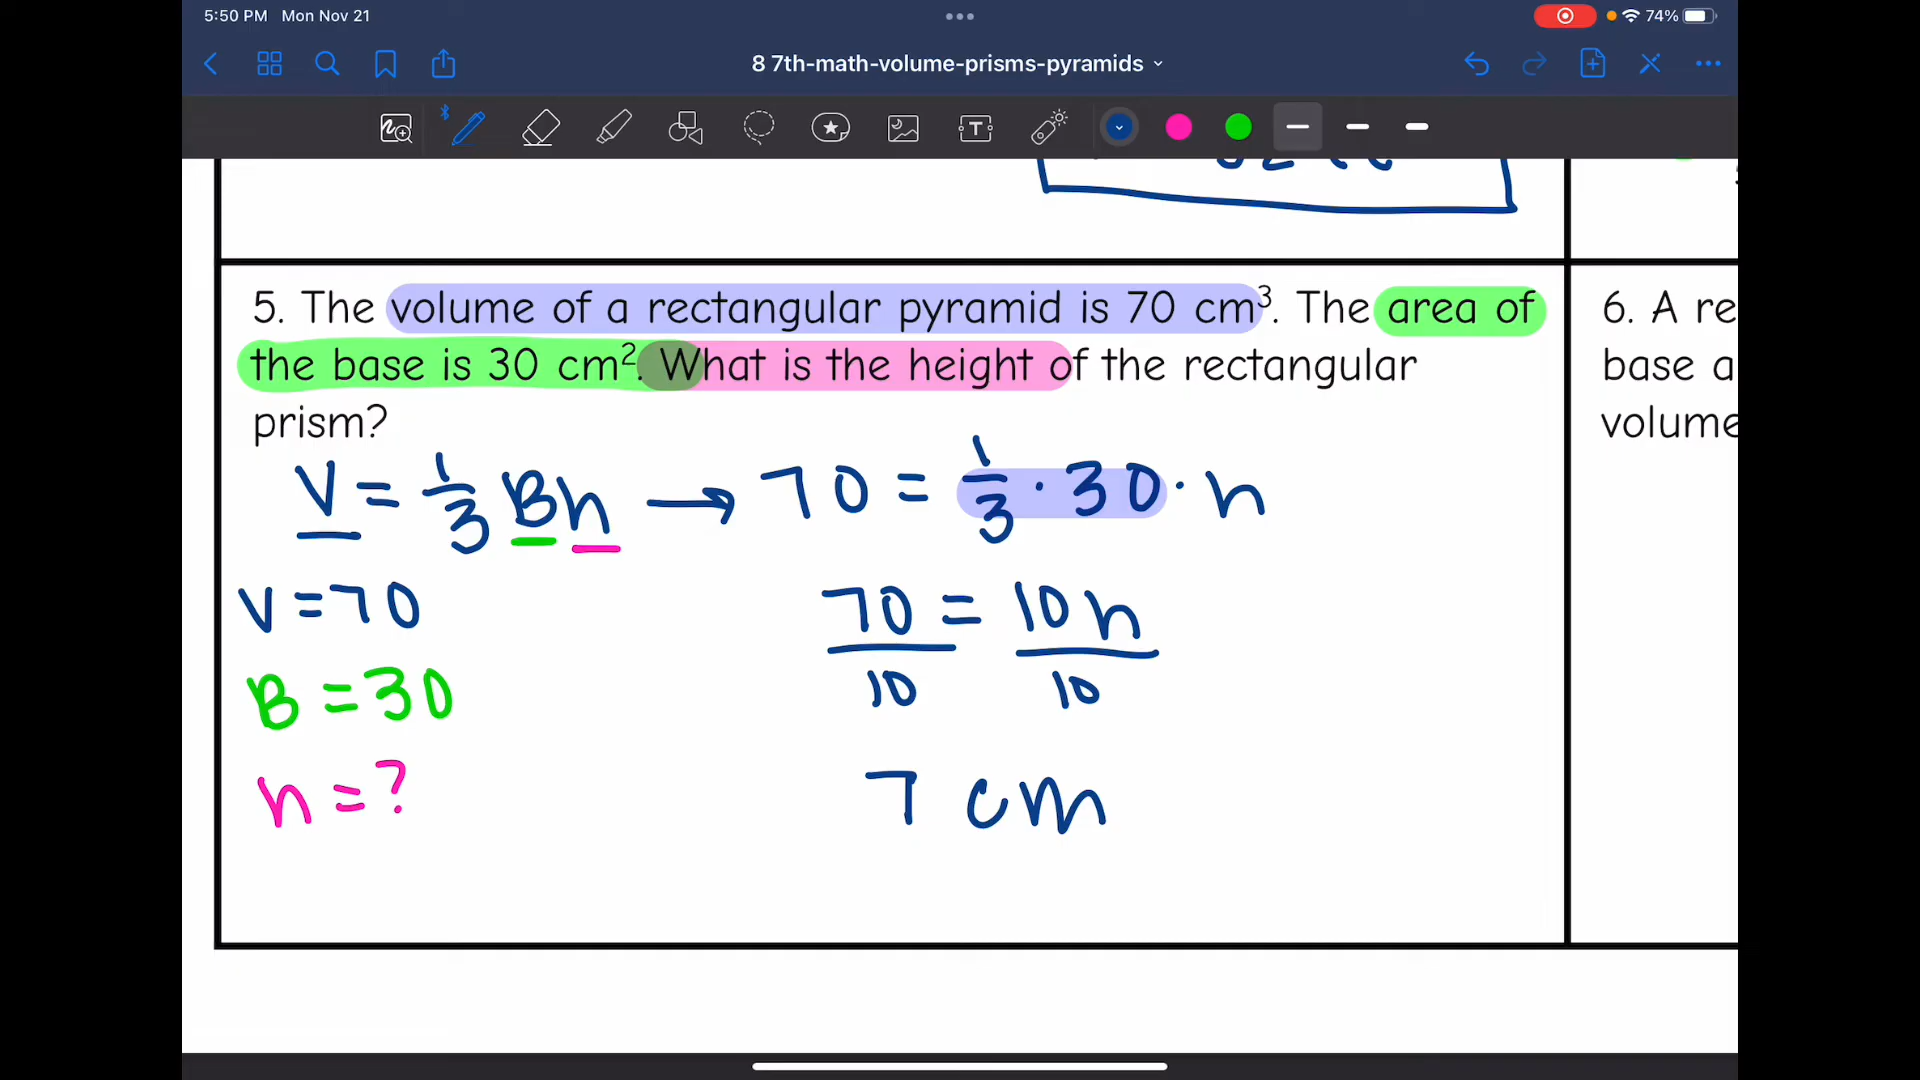 5:50 PM Mon Nov 21
74%
8 7th-math-volume-prisms-pyramids
T
5. The volume of a rectangular pyramid is 70 cm³. The area of
the base is 30 cm². What is the height of the rectangular
prism?
V = 1/3 Bh → 70 = 1/3 · 30 · h
V = 70
70/10 = 10h/10
B = 30
h = ?
7 cm
6. A re
base a
volume